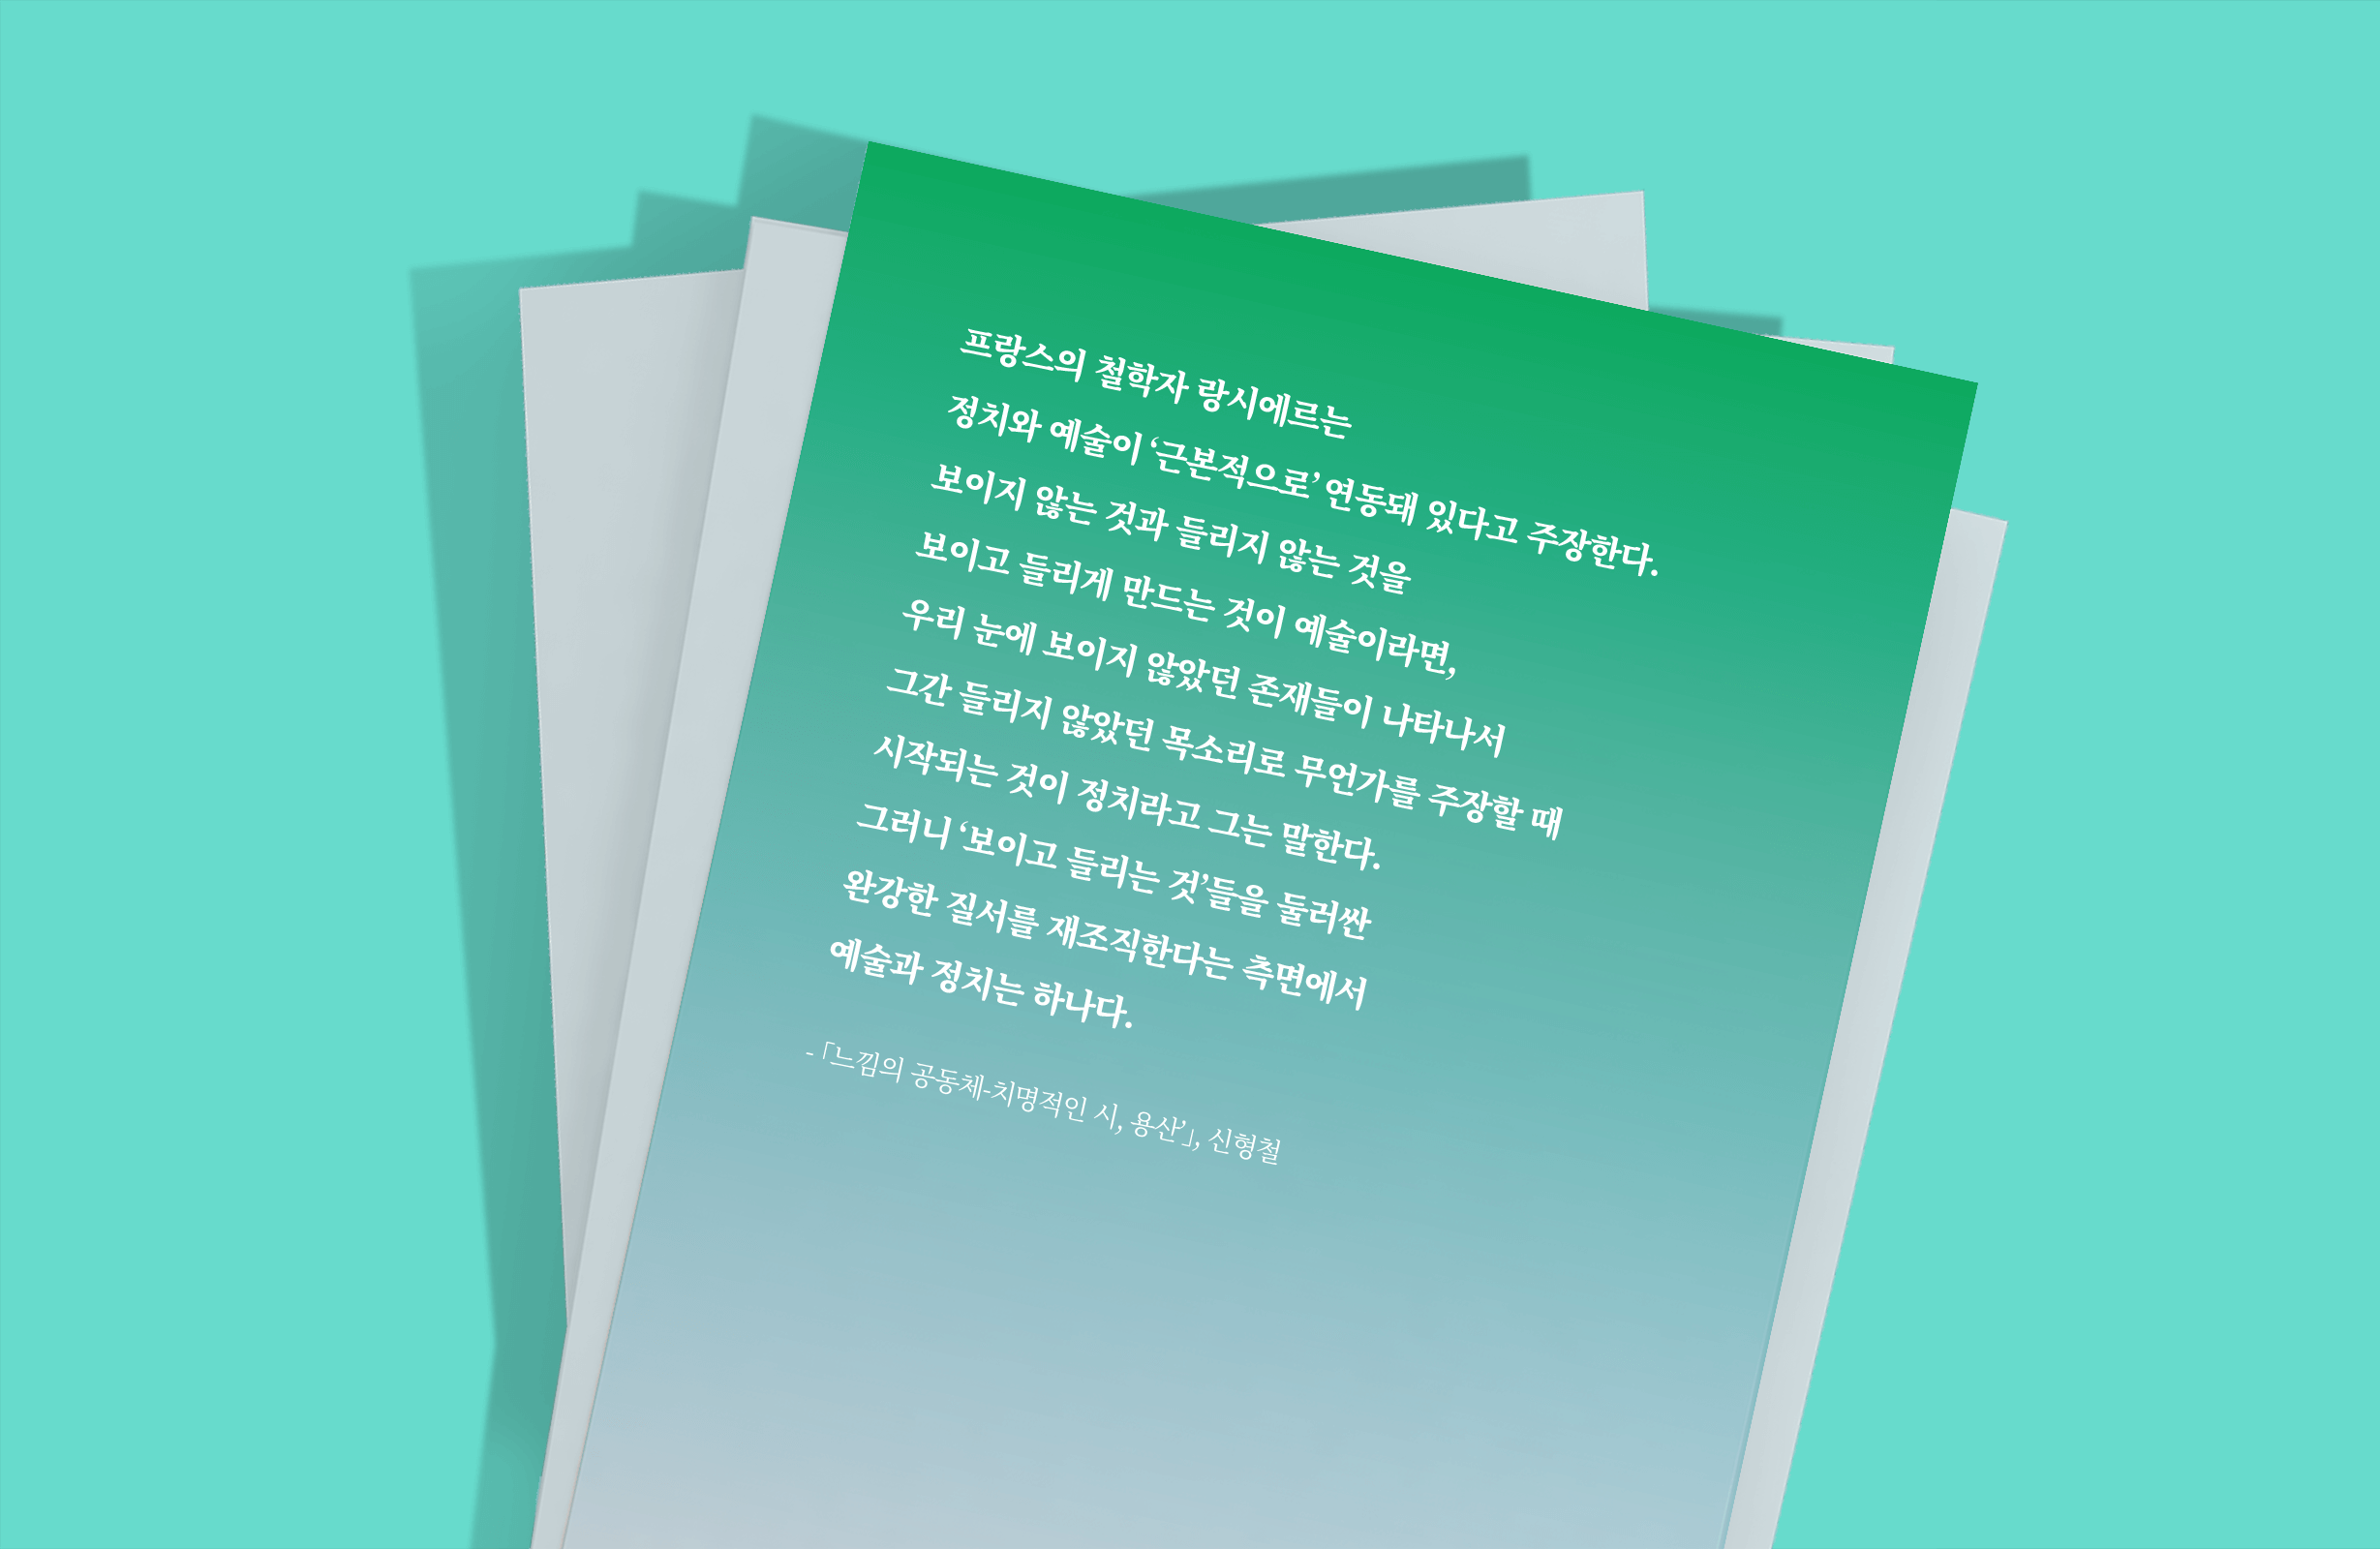 프랑스의 철학자 랑시에르는
정치와 예술이 ‘근본적으로’ 연동돼 있다고 주장한다.
보이지 않는 것과 들리지 않는 것을
보이고 들리게 만드는 것이 예술이라면,
우리 눈에 보이지 않았던 존재들이 나타나서
그간 들리지 않았던 목소리로 무언가를 주장할 때
시작되는 것이 정치라고 그는 말한다.
그러니 ‘보이고 들리는 것’들을 둘러싼
완강한 질서를 재조직한다는 측면에서
예술과 정치는 하나다.
-「느낌의 공동체-치명적인 시, 용산’」, 신형철